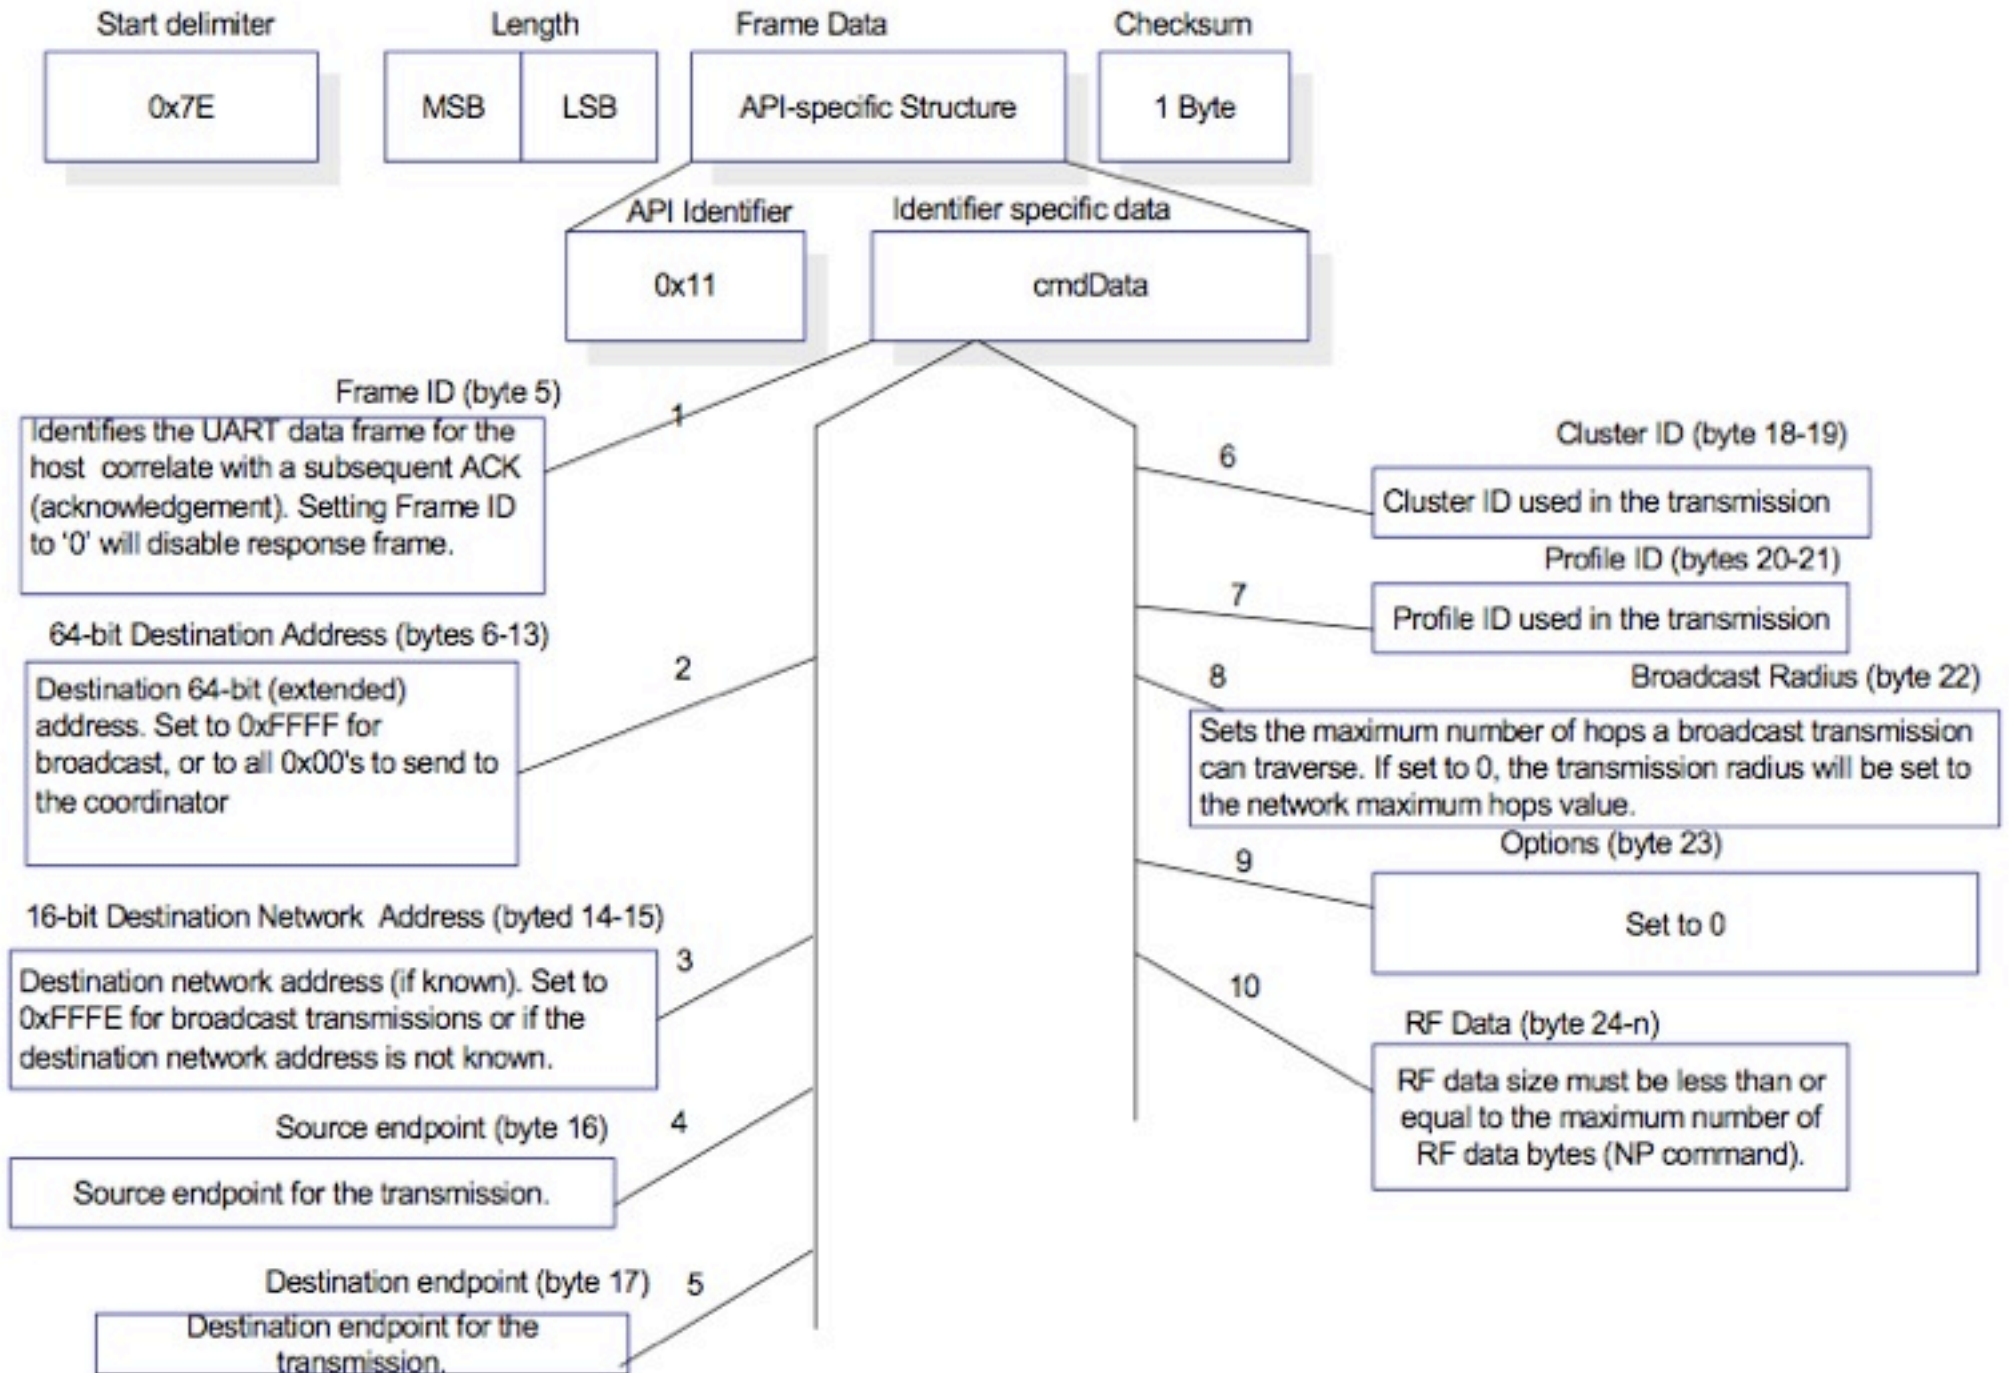 Start delimiter
Length
Frame Data
Checksum
0x7E
MSB
LSB
API-specific Structure
1 Byte
API Identifier
Identifier specific data
0x11
cmdData
Frame ID (byte 5)
1
Identifies the UART data frame for the
host correlate with a subsequent ACK
(acknowledgement). Setting Frame ID
to ‘0’ will disable response frame.
64-bit Destination Address (bytes 6-13)
2
Destination 64-bit (extended)
address. Set to 0xFFFF for
broadcast, or to all 0x00's to send to
the coordinator
16-bit Destination Network Address (byted 14-15)
3
Destination network address (if known). Set to
0xFFFE for broadcast transmissions or if the
destination network address is not known.
Source endpoint (byte 16)
4
Source endpoint for the transmission.
Destination endpoint (byte 17)
5
Destination endpoint for the
transmission.
6
Cluster ID (byte 18-19)
Cluster ID used in the transmission
7
Profile ID (bytes 20-21)
Profile ID used in the transmission
8
Broadcast Radius (byte 22)
Sets the maximum number of hops a broadcast transmission
can traverse. If set to 0, the transmission radius will be set to
the network maximum hops value.
9
Options (byte 23)
Set to 0
10
RF Data (byte 24-n)
RF data size must be less than or
equal to the maximum number of
RF data bytes (NP command).